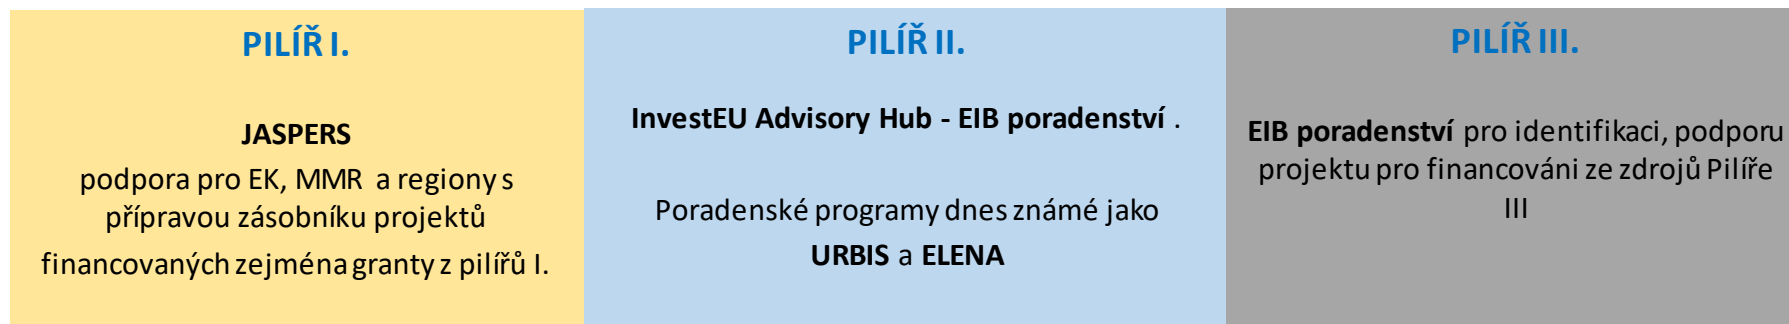 PILÍŘ I.
JASPERS
podpora pro EK, MMR a regiony s
přípravou zásobníku projektů
financovaných zejména granty z pilířů I.
PILÍŘ II.
InvestEU Advisory Hub - EIB poradenství .
Poradenské programy dnes známé jako
URBIS a ELENA
PILÍŘ III.
EIB poradenství pro identifikaci, podporu
projektu pro financováni ze zdrojů Pilíře
III